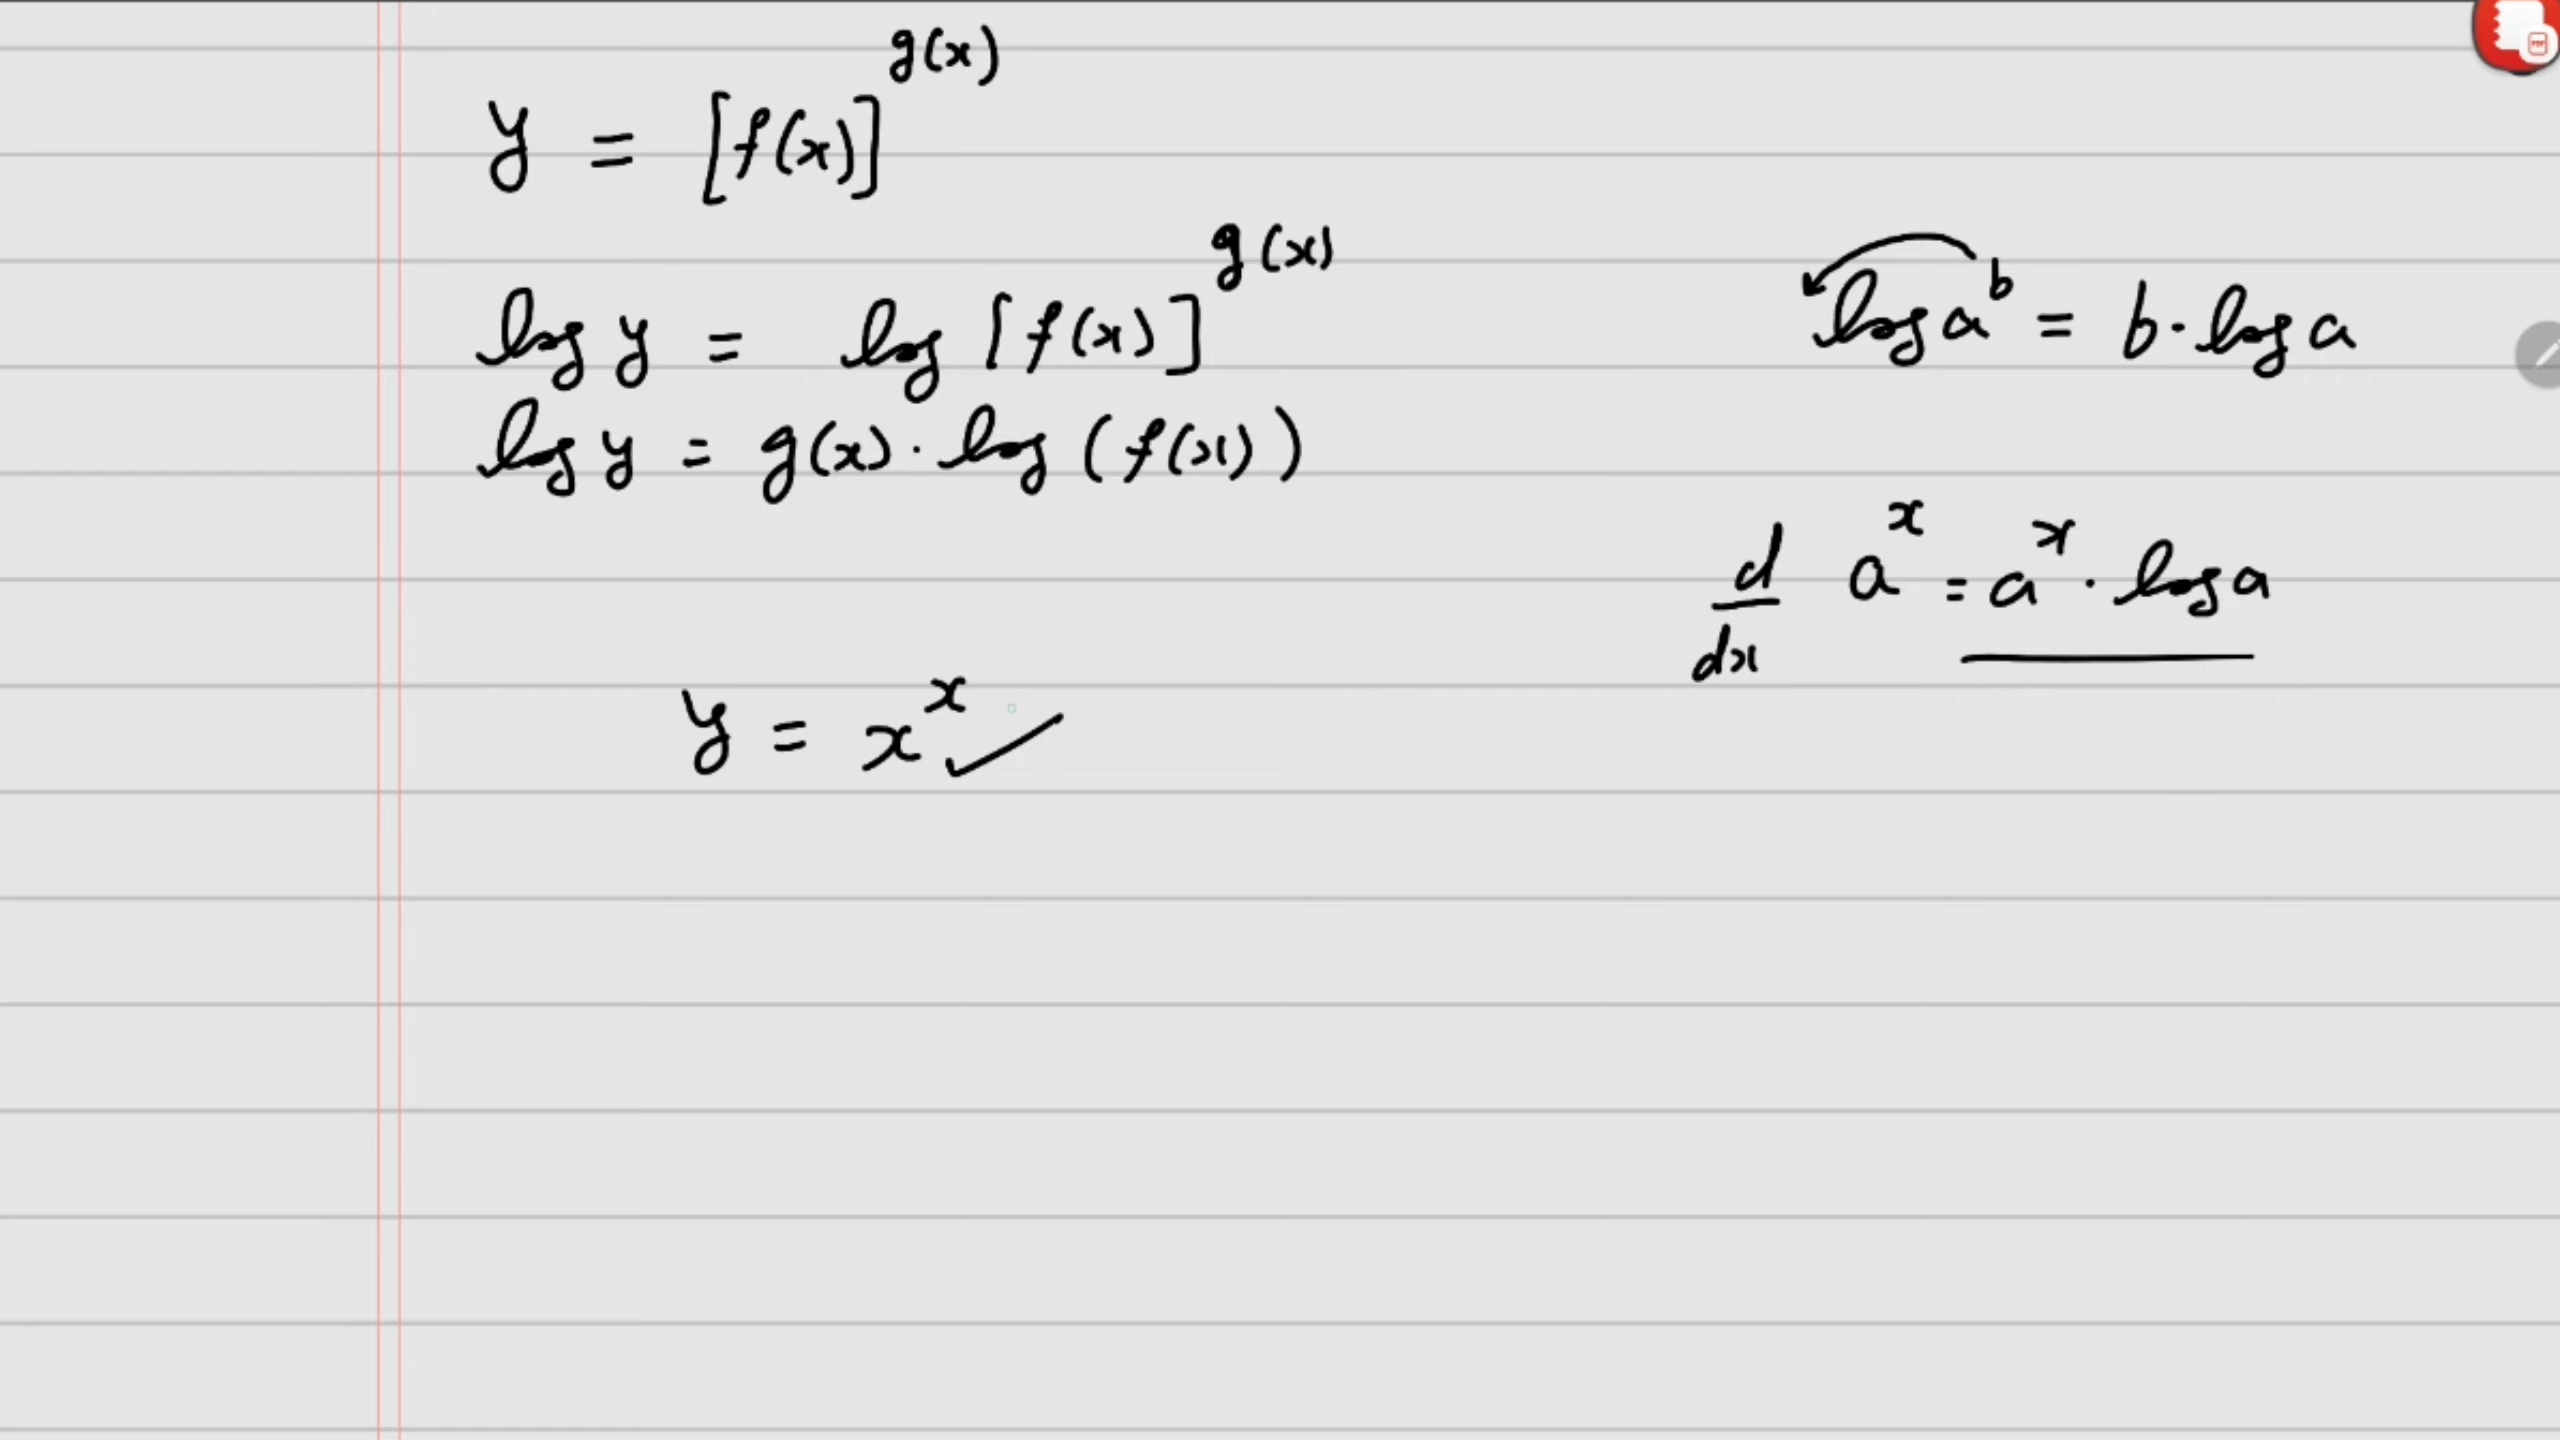 y = [f(x)]^g(x)
log y = log [f(x)]^g(x)
log a^b = b · log a
log y = g(x) · log (f(x))
d/dx a^x = a^x · log a
y = x^x